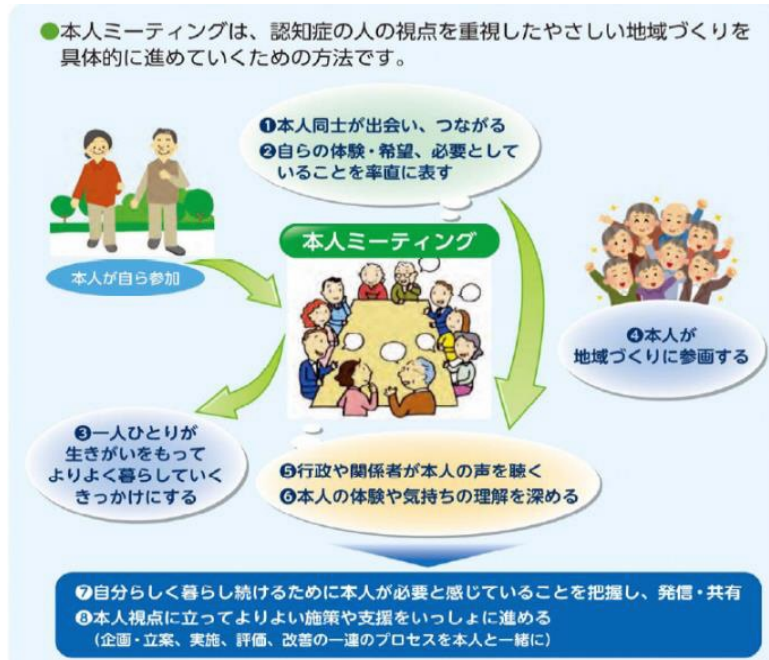 ●本人ミーティングは、認知症の人の視点を重視したやさしい地域づくりを
具体的に進めていくための方法です。
❶本人同士が出会い、つながる
❷自らの体験・希望、必要として
いることを率直に表す
本人ミーティング
本人が自ら参加
❹本人が
地域づくりに参画する
❸一人ひとりが
生きがいをもって
よりよく暮らしていく
きっかけにする
❺行政や関係者が本人の声を聴く
❻本人の体験や気持ちの理解を深める
❼自分らしく暮らし続けるために本人が必要と感じていることを把握し、発信・共有
❽本人視点に立ってよりよい施策や支援をいっしょに進める
(企画・立案、実施、評価、改善の一連のプロセスを本人と一緒に)